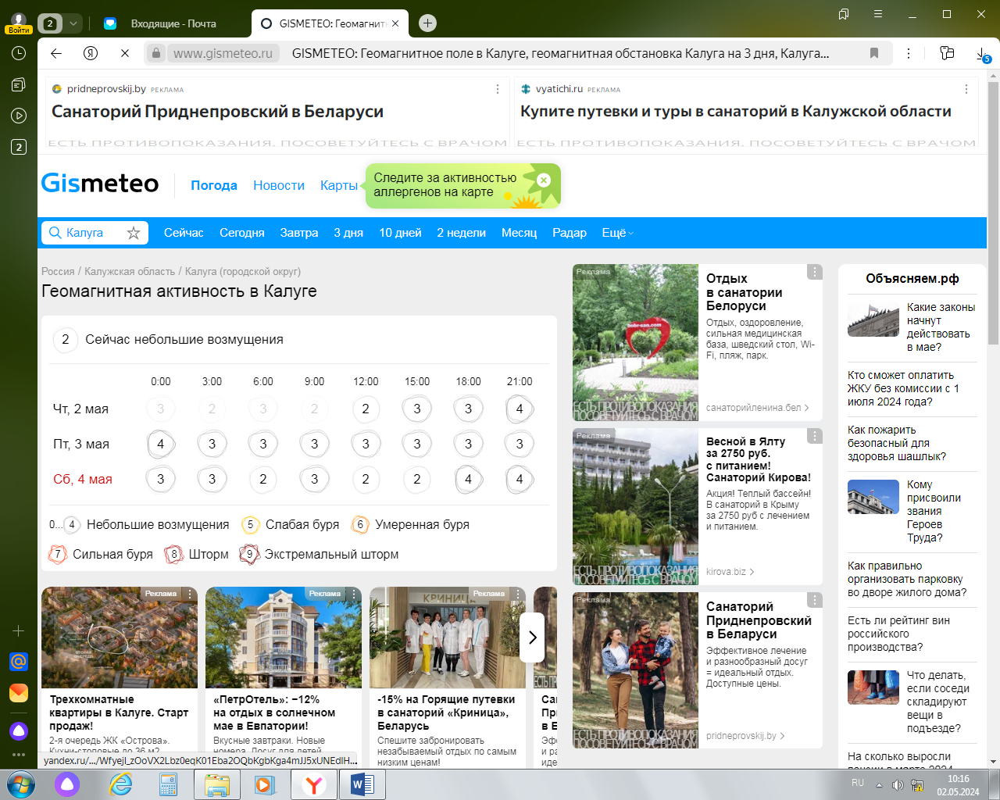 Войти
2
Входящие - Почта
GISMETEO: Геомагнитн
www.gismeteo.ru
GISMETEO: Геомагнитное поле в Калуге, геомагнитная обстановка Калуга на 3 дня, Калуга...
5
2
pridneprovskij.by РЕКЛАМА
Санаторий Приднепровский в Беларуси
ЕСТЬ ПРОТИВОПОКАЗАНИЯ. ПОСОВЕТУЙТЕСЬ С ВРАЧОМ
vyatichi.ru РЕКЛАМА
Купите путевки и туры в санаторий в Калужской области
ЕСТЬ ПРОТИВОПОКАЗАНИЯ. ПОСОВЕТУЙТЕСЬ С ВРАЧОМ
Gismeteo
Погода Новости Карты
Следите за активностью
аллергенов на карте
Калуга
Сейчас Сегодня Завтра 3 дня 10 дней 2 недели Месяц Радар Ещё
Россия / Калужская область / Калуга (городской округ)
Геомагнитная активность в Калуге
2 Сейчас небольшие возмущения
0:00 3:00 6:00 9:00 12:00 15:00 18:00 21:00
Чт, 2 мая 3 2 3 2 2 3 3 4
Пт, 3 мая 4 3 3 3 3 3 3 3
Сб, 4 мая 3 3 2 3 2 2 4 4
0...4 Небольшие возмущения 5 Слабая буря 6 Умеренная буря
7 Сильная буря 8 Шторм 9 Экстремальный шторм
Реклама
Трехкомнатные
квартиры в Калуге. Старт
продаж!
2-я очередь ЖК «Острова».
Кухни-столовые до 36 м2
Реклама
«ПетрОтель»: −12%
на отдых в солнечном
мае в Евпатории!
Вкусные завтраки. Новые
номера. Досуг для детей
КРИНИЦА
Реклама
-15% на Горящие путевки
в санаторий «Криница»,
Беларусь
Спешите забронировать
незабываемый отдых по самым
низким ценам!
Сан
При
в Б
Эффе
и раз
идe
Реклама
bobr-san.com
ЕСТЬ ПРОТИВОПОКАЗАНИЯ
ПОСОВЕТУЙТЕСЬ С ВРАЧОМ
Отдых
в санатории
Белоруси
Отдых, оздоровление,
сильная медицинская
база, шведский стол, Wi-
Fi, пляж, парк.
санаторийленина.бел
Реклама
ЕСТЬ ПРОТИВОПОКАЗАНИЯ
ПОСОВЕТУЙТЕСЬ С ВРАЧОМ
Весной в Ялту
за 2750 руб.
с питанием!
Санаторий Кирова!
Акция! Теплый бассейн!
В санаторий в Крыму
за 2750 руб с лечением
и питанием.
kirova.biz
Реклама
ЕСТЬ ПРОТИВОПОКАЗАНИЯ
ПОСОВЕТУЙТЕСЬ С ВРАЧОМ
Санаторий
Приднепровский
в Беларуси
Эффективное лечение
и разнообразный досуг
= идеальный отдых.
Доступные цены.
pridneprovskij.by
Объясняем.рф
Какие законы
начнут
действовать
в мае?
Кто сможет оплатить
ЖКУ без комиссии с 1
июля 2024 года?
Как пожарить
безопасный для
здоровья шашлык?
Кому
присвоили
звания
Героев
Труда?
Как правильно
организовать парковку
во дворе жилого дома?
Есть ли рейтинг вин
российского
производства?
Что делать,
если соседи
складируют
вещи в
подъезде?
На сколько выросли
пенсии в марте 2024
yandex.ru/.../WfyejI_zOoVX2Lbz0eqK01Eba2OQbKgbKga4mJJ5xUNEdlH...
RU
10:16
02.05.2024